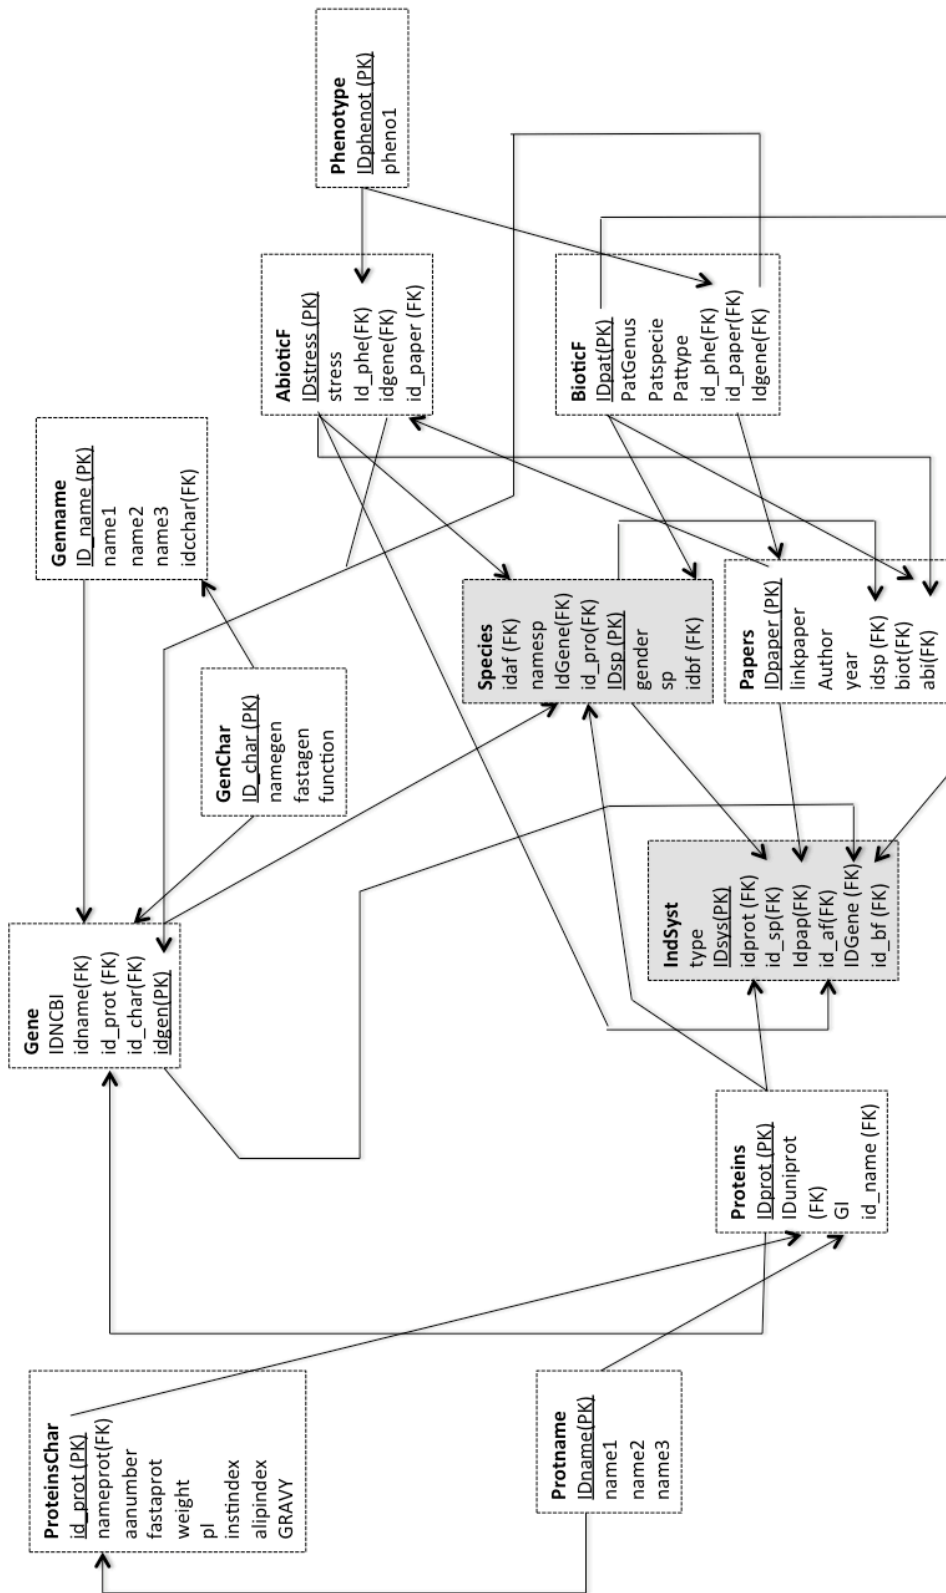 ProteinsChar
id_prot (PK)
nameprot(FK)
aanumber
fastaprot
weight
pI
instindex
alipindex
GRAVY
Protname
IDname(PK)
name1
name2
name3
Gene
IDNCBI
idname(FK)
id_prot (FK)
id_char(FK)
idgen(PK)
Proteins
IDprot (PK)
IDuniprot
(FK)
GI
id_name (FK)
GenChar
ID_char (PK)
namegen
fastagen
function
IndSyst
type
IDsys(PK)
idprot (FK)
id_sp(FK)
Idpap(FK)
id_af(FK)
IDGene (FK)
id_bf (FK)
Genname
ID_name (PK)
name1
name2
name3
idcchar(FK)
Species
idaf (FK)
namesp
IdGene(FK)
id_pro(FK)
IDsp (PK)
gender
sp
idbf (FK)
Papers
IDpaper (PK)
linkpaper
Author
year
idsp (FK)
biot(FK)
abi(FK)
AbioticF
IDstress (PK)
stress
Id_phe(FK)
idgene(FK)
id_paper (FK)
BioticF
IDpat(PK)
PatGenus
Patspecie
Pattype
id_phe(FK)
id_paper(FK)
Idgene(FK)
Phenotype
IDphenot (PK)
pheno1